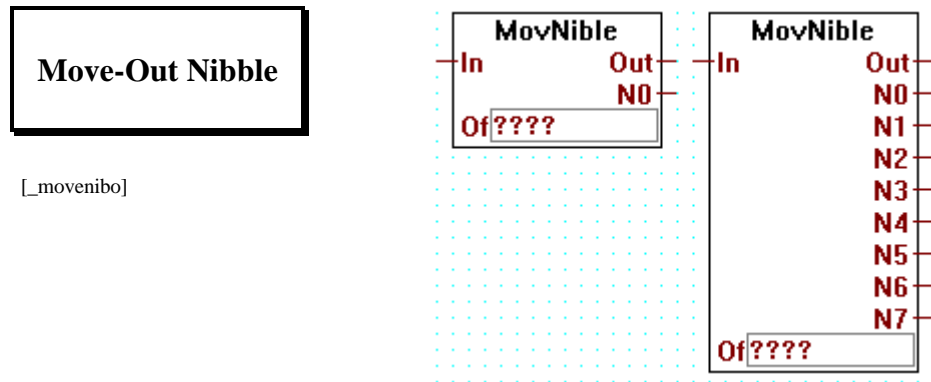 Move-Out Nibble
[_movenibo]
MovNible
In Out
N0
Of ????
MovNible
In Out
N0
N1
N2
N3
N4
N5
N6
N7
Of ????